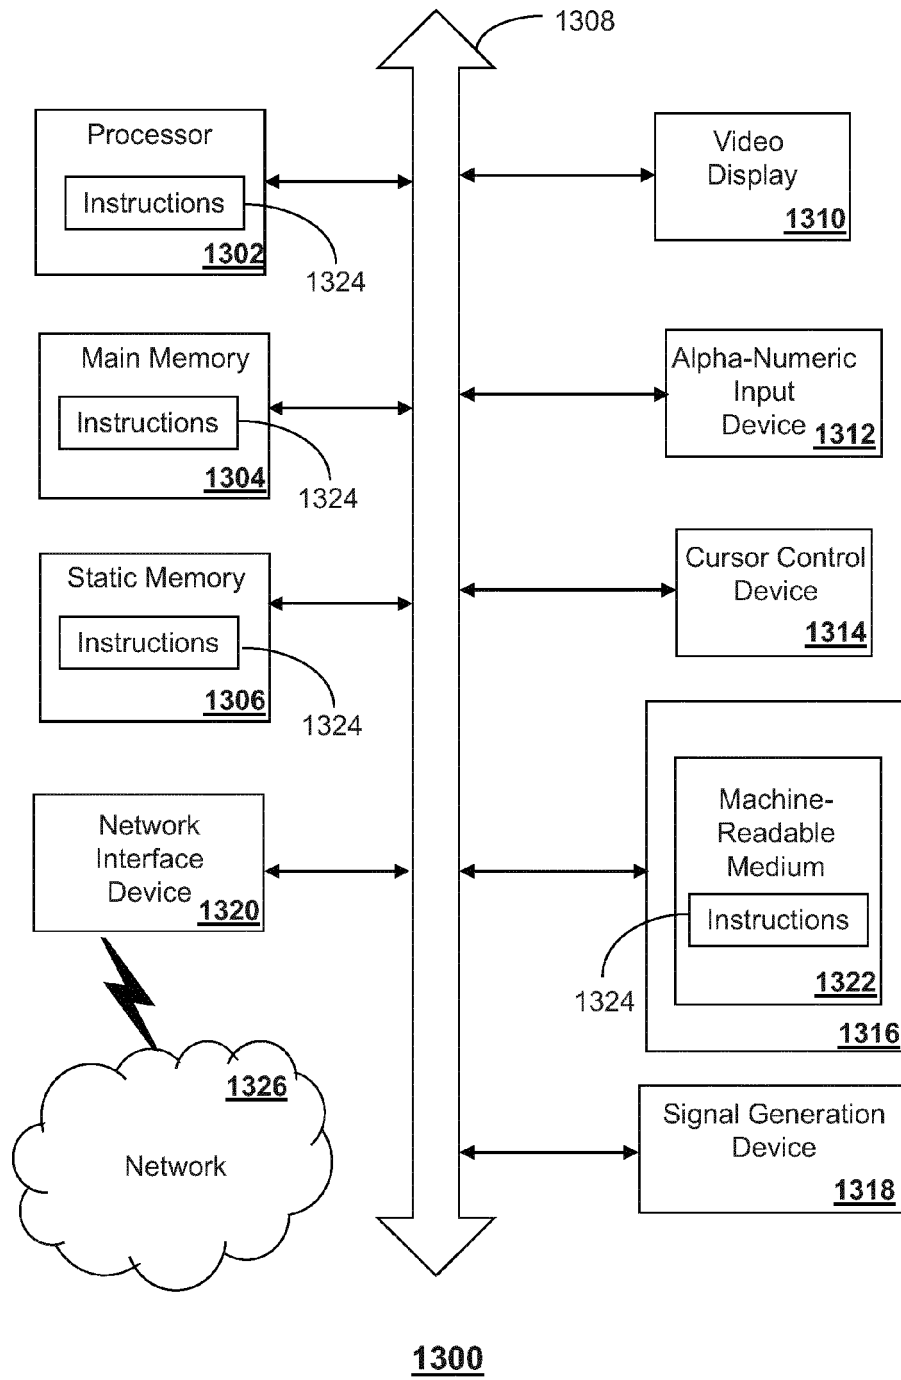 1308
Processor
Instructions
1302
1324
Main Memory
Instructions
1304
1324
Static Memory
Instructions
1306
1324
Network
Interface
Device
1320
1326
Network
Video
Display
1310
Alpha-Numeric
Input
Device
1312
Cursor Control
Device
1314
Machine-
Readable
Medium
Instructions
1322
1324
1316
Signal Generation
Device
1318
1300